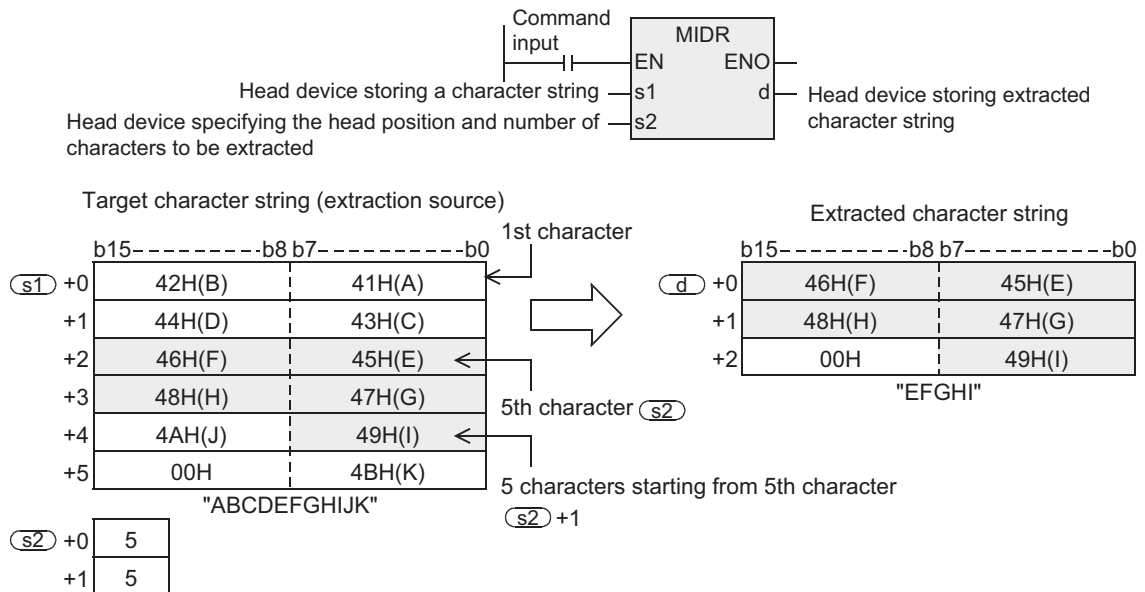 Command
input
MIDR
EN ENO
Head device storing a character string s1 d Head device storing extracted
character string
Head device specifying the head position and number of s2
characters to be extracted
Target character string (extraction source)
Extracted character string
1st character
b15-----------b8 b7-------------b0
b15-----------b8 b7-------------b0
s1 +0 42H(B) 41H(A)
+1 44H(D) 43H(C)
+2 46H(F) 45H(E)
+3 48H(H) 47H(G)
+4 4AH(J) 49H(I)
+5 00H 4BH(K)
"ABCDEFGHIJK"
5th character s2
5 characters starting from 5th character
s2 +1
d +0 46H(F) 45H(E)
+1 48H(H) 47H(G)
+2 00H 49H(I)
"EFGHI"
s2 +0 5
+1 5